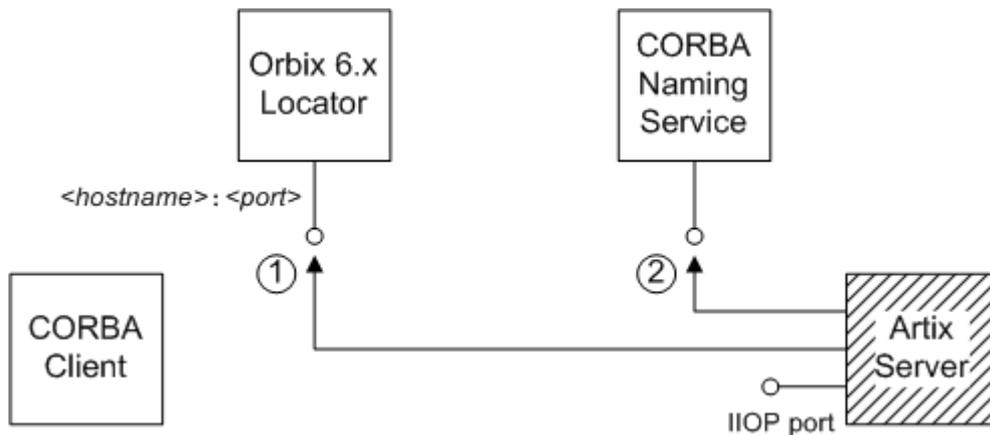 Orbix 6.x
Locator
CORBA
Naming
Service
<hostname>:<port>
1
2
CORBA
Client
Artix
Server
IIOP port